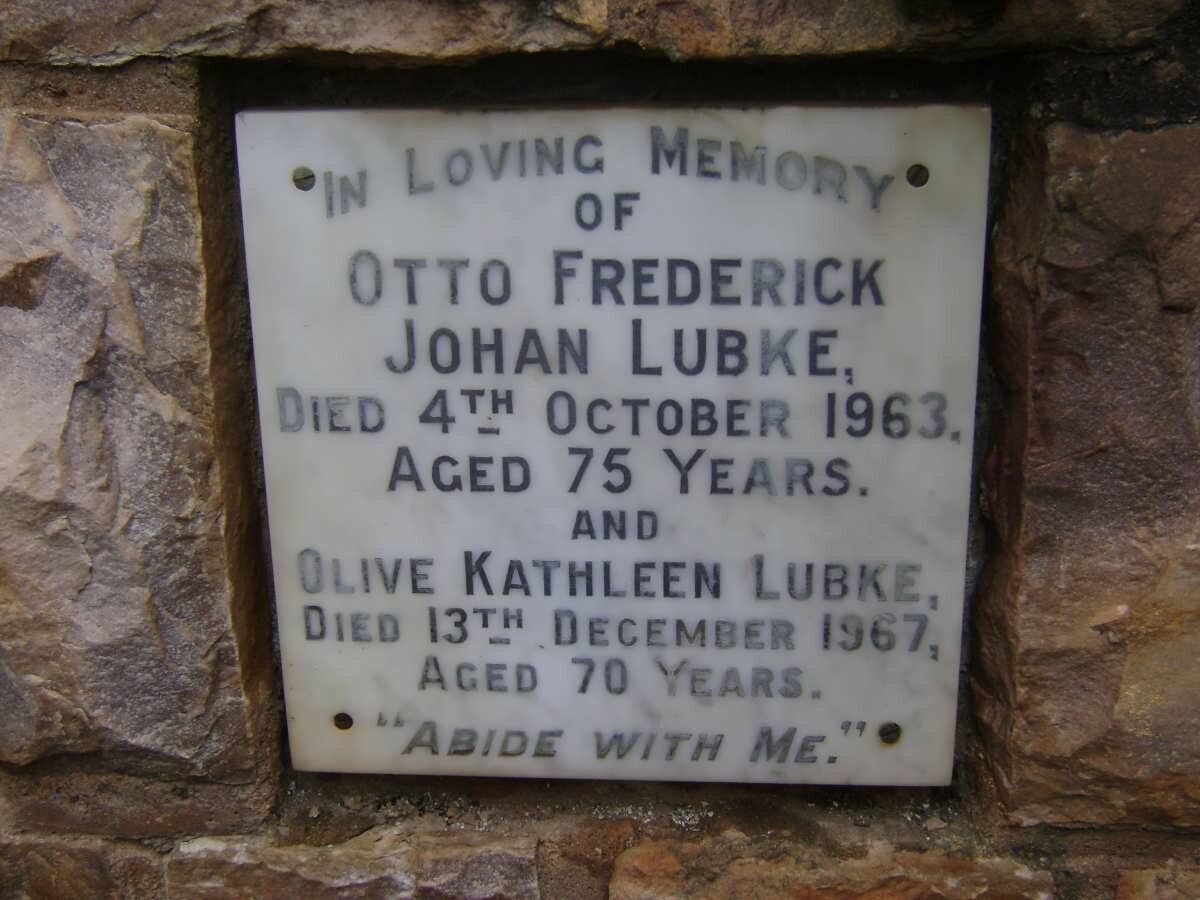 IN LOVING MEMORY
OF
OTTO FREDERICK
JOHAN LUBKE,
DIED 4TH OCTOBER 1963,
AGED 75 YEARS.
AND
OLIVE KATHLEEN LUBKE,
DIED 13TH DECEMBER 1967,
AGED 70 YEARS.
"ABIDE WITH ME."